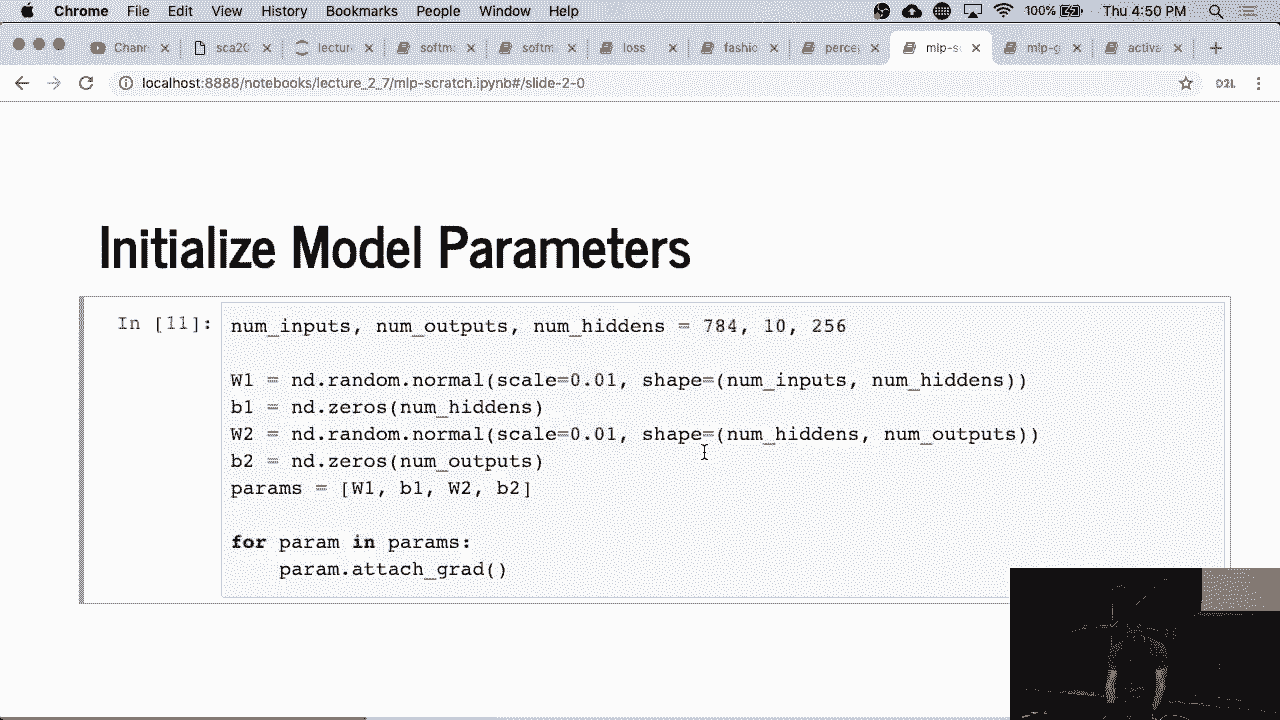 Chrome File Edit View History Bookmarks People Window Help 100% Thu 4:50 PM
Chann sca20 lecture softm softm loss fashic percep mlp-s mlp-g activa
localhost:8888/notebooks/lecture_2_7/mlp-scratch.ipynb#/slide-2-0 D2L
Initialize Model Parameters
In [11]:
num_inputs, num_outputs, num_hiddens = 784, 10, 256
W1 = nd.random.normal(scale=0.01, shape=(num_inputs, num_hiddens))
b1 = nd.zeros(num_hiddens)
W2 = nd.random.normal(scale=0.01, shape=(num_hiddens, num_outputs))
b2 = nd.zeros(num_outputs)
params = [W1, b1, W2, b2]
for param in params:
    param.attach_grad()